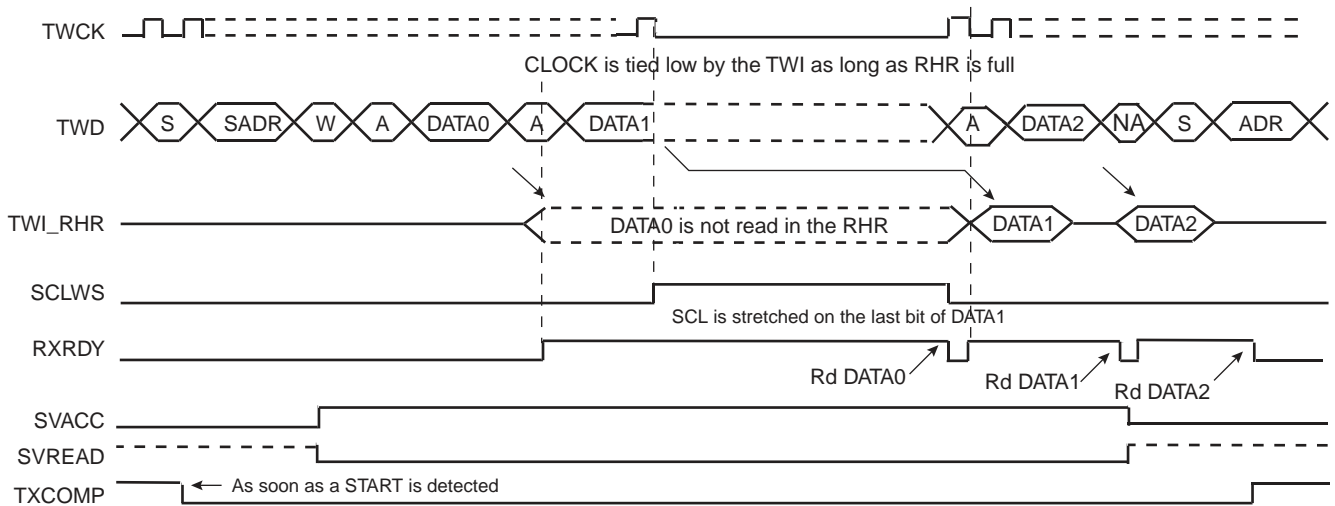 TWCK
CLOCK is tied low by the TWI as long as RHR is full
TWD S SADR W A DATA0 A DATA1 A DATA2 NA S ADR
TWI_RHR DATA0 is not read in the RHR DATA1 DATA2
SCLWS
SCL is stretched on the last bit of DATA1
RXRDY
Rd DATA0 Rd DATA1 Rd DATA2
SVACC
SVREAD
As soon as a START is detected
TXCOMP